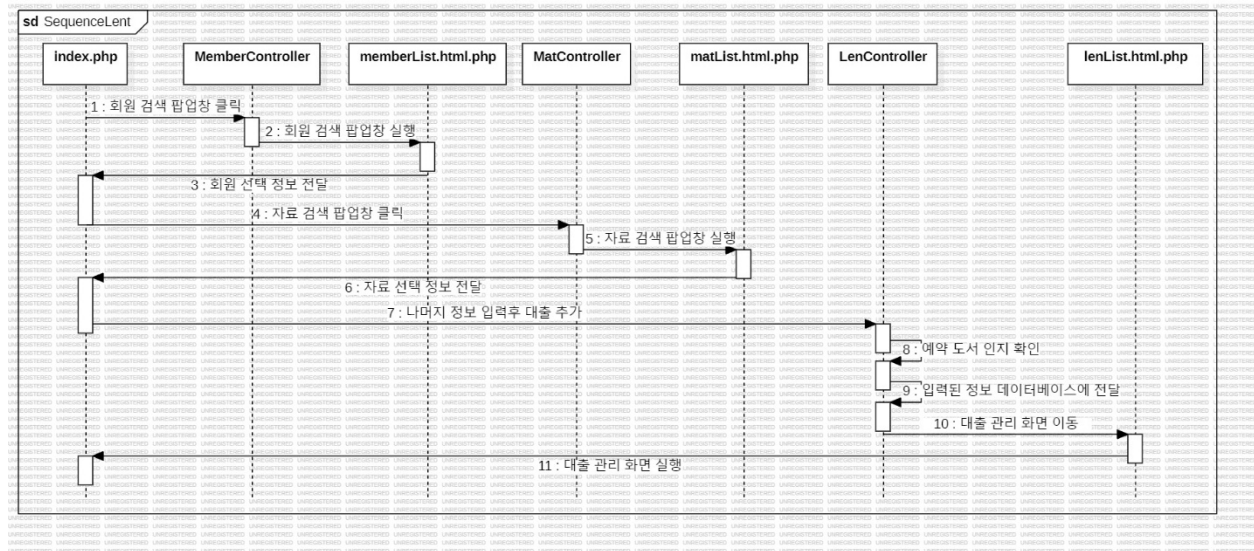 sd SequenceLent
index.php
MemberController
memberList.html.php
MatController
matList.html.php
LenController
lenList.html.php
1 : 회원 검색 팝업창 클릭
2 : 회원 검색 팝업창 실행
3 : 회원 선택 정보 전달
4 : 자료 검색 팝업창 클릭
5 : 자료 검색 팝업창 실행
6 : 자료 선택 정보 전달
7 : 나머지 정보 입력후 대출 추가
8 : 예약 도서 인지 확인
9 : 입력된 정보 데이터베이스에 전달
10 : 대출 관리 화면 이동
11 : 대출 관리 화면 실행